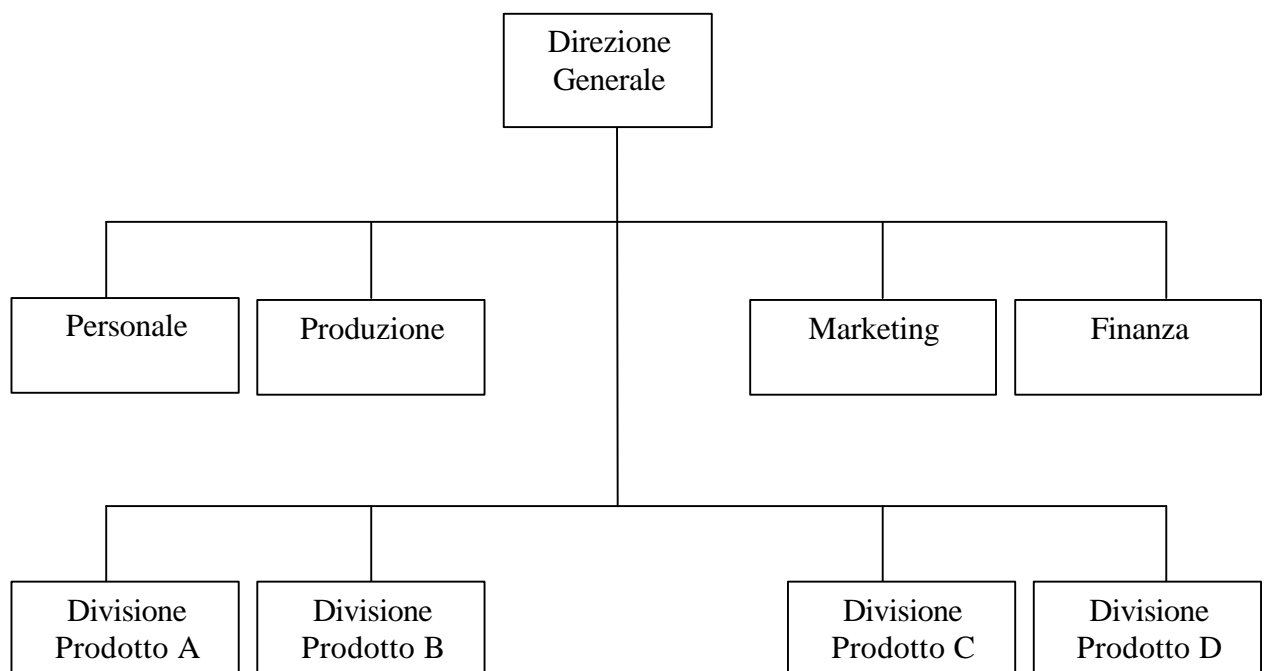 Direzione
Generale
Personale
Produzione
Marketing
Finanza
Divisione
Prodotto A
Divisione
Prodotto B
Divisione
Prodotto C
Divisione
Prodotto D